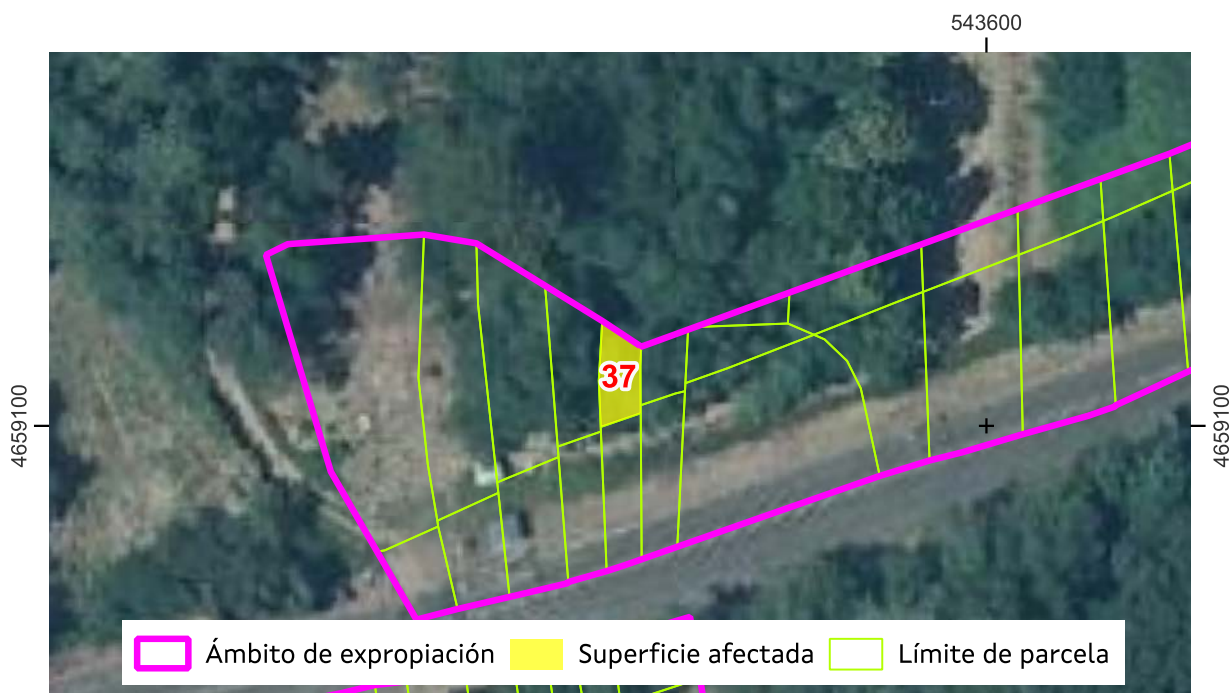 543600
37
4659100
4659100
Ámbito de expropiación Superficie afectada Límite de parcela